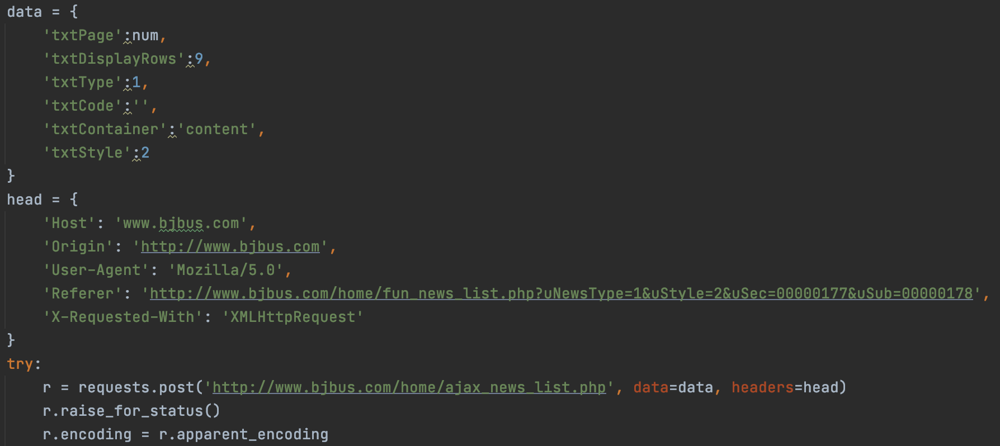 data = {
    'txtPage':num,
    'txtDisplayRows':9,
    'txtType':1,
    'txtCode':'',
    'txtContainer':'content',
    'txtStyle':2
}
head = {
    'Host': 'www.bjbus.com',
    'Origin': 'http://www.bjbus.com',
    'User-Agent': 'Mozilla/5.0',
    'Referer': 'http://www.bjbus.com/home/fun_news_list.php?uNewsType=1&uStyle=2&uSec=00000177&uSub=00000178',
    'X-Requested-With': 'XMLHttpRequest'
}
try:
    r = requests.post('http://www.bjbus.com/home/ajax_news_list.php', data=data, headers=head)
    r.raise_for_status()
    r.encoding = r.apparent_encoding